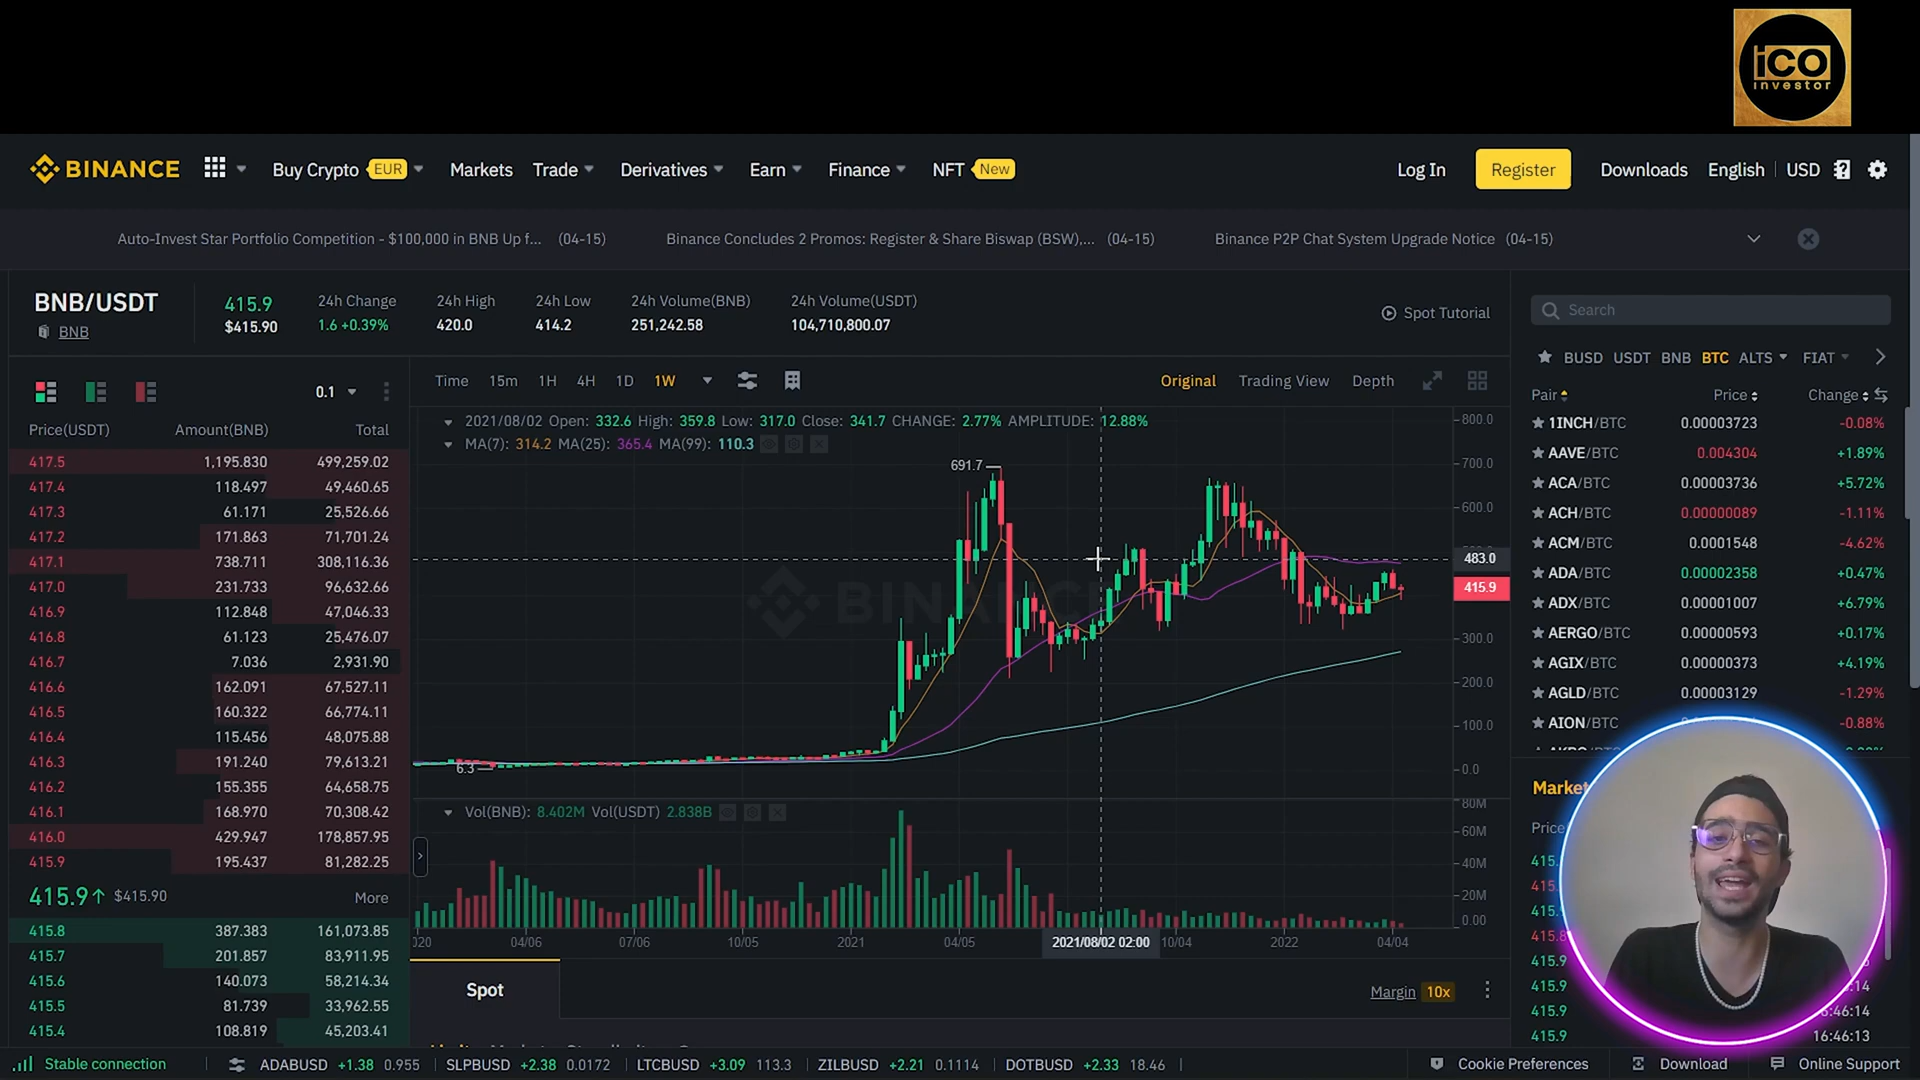 iCO
investor
BINANCE
Buy Crypto EUR
Markets
Trade
Derivatives
Earn
Finance
NFT New
Log In
Register
Downloads
English
USD
Auto-Invest Star Portfolio Competition - $100,000 in BNB Up f... (04-15)
Binance Concludes 2 Promos: Register & Share Biswap (BSW),... (04-15)
Binance P2P Chat System Upgrade Notice (04-15)
BNB/USDT
BNB
415.9
$415.90
24h Change
1.6 +0.39%
24h High
420.0
24h Low
414.2
24h Volume(BNB)
251,242.58
24h Volume(USDT)
104,710,800.07
Spot Tutorial
0.1
Price(USDT) Amount(BNB) Total
417.5 1,195.830 499,259.02
417.4 118.497 49,460.65
417.3 61.171 25,526.66
417.2 171.863 71,701.24
417.1 738.711 308,116.36
417.0 231.733 96,632.66
416.9 112.848 47,046.33
416.8 61.123 25,476.07
416.7 7.036 2,931.90
416.6 162.091 67,527.11
416.5 160.322 66,774.11
416.4 115.456 48,075.88
416.3 191.240 79,613.21
416.2 155.355 64,658.75
416.1 168.970 70,308.42
416.0 429.947 178,857.95
415.9 195.437 81,282.25
415.9↑ $415.90 More
415.8 387.383 161,073.85
415.7 201.857 83,911.95
415.6 140.073 58,214.34
415.5 81.739 33,962.55
415.4 108.819 45,203.41
Time 15m 1H 4H 1D 1W
Original Trading View Depth
2021/08/02 Open: 332.6 High: 359.8 Low: 317.0 Close: 341.7 CHANGE: 2.77% AMPLITUDE: 12.88%
MA(7): 314.2 MA(25): 365.4 MA(99): 110.3
691.7
6.3
BINANCE
800.0
700.0
600.0
483.0
415.9
300.0
200.0
100.0
0.0
Vol(BNB): 8.402M Vol(USDT) 2.838B
80M
60M
40M
20M
0.00
020 04/06 07/06 10/05 2021 04/05 2021/08/02 02:00 10/04 2022 04/04
Spot
Margin 10x
Search
BUSD USDT BNB BTC ALTS FIAT
Pair Price Change
1INCH/BTC 0.00003723 -0.08%
AAVE/BTC 0.004304 +1.89%
ACA/BTC 0.00003736 +5.72%
ACH/BTC 0.00000089 -1.11%
ACM/BTC 0.0001548 -4.62%
ADA/BTC 0.00002358 +0.47%
ADX/BTC 0.00001007 +6.79%
AERGO/BTC 0.00000593 +0.17%
AGIX/BTC 0.00000373 +4.19%
AGLD/BTC 0.00003129 -1.29%
AION/BTC -0.88%
Market
Price
415.
415.
415.
415.
415.9
415.9
415.9 :46:14
415.9 16:46:13
Stable connection
ADABUSD +1.38 0.955
SLPBUSD +2.38 0.0172
LTCBUSD +3.09 113.3
ZILBUSD +2.21 0.1114
DOTBUSD +2.33 18.46
Cookie Preferences
Download
Online Support